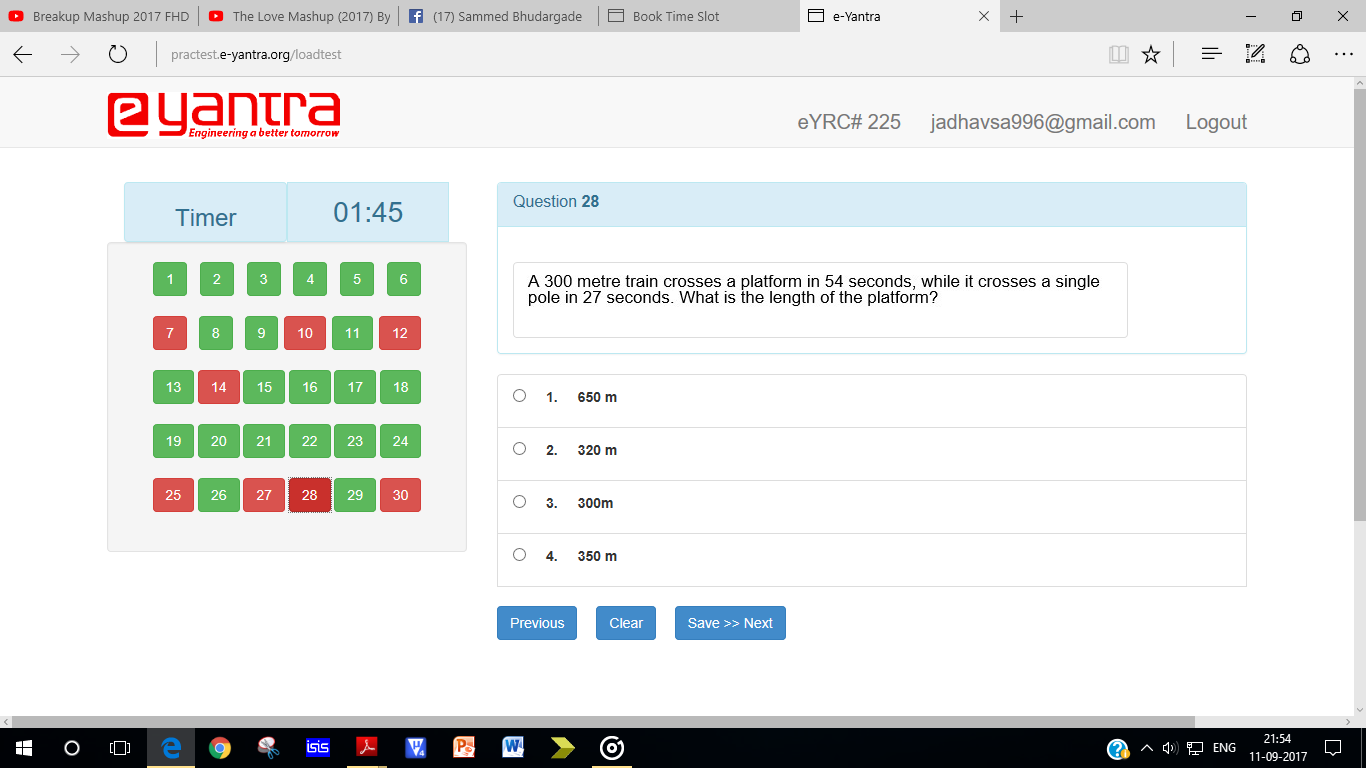 Breakup Mashup 2017 FHD
The Love Mashup (2017) By
(17) Sammed Bhudargade
Book Time Slot
e-Yantra
practest.e-yantra.org/loadtest
e yantra
Engineering a better tomorrow
eYRC# 225 jadhavsa996@gmail.com Logout
Timer 01:45
1 2 3 4 5 6
7 8 9 10 11 12
13 14 15 16 17 18
19 20 21 22 23 24
25 26 27 28 29 30
Question 28
A 300 metre train crosses a platform in 54 seconds, while it crosses a single
pole in 27 seconds. What is the length of the platform?
1. 650 m
2. 320 m
3. 300m
4. 350 m
Previous Clear Save >> Next
isis
ENG
21:54
11-09-2017